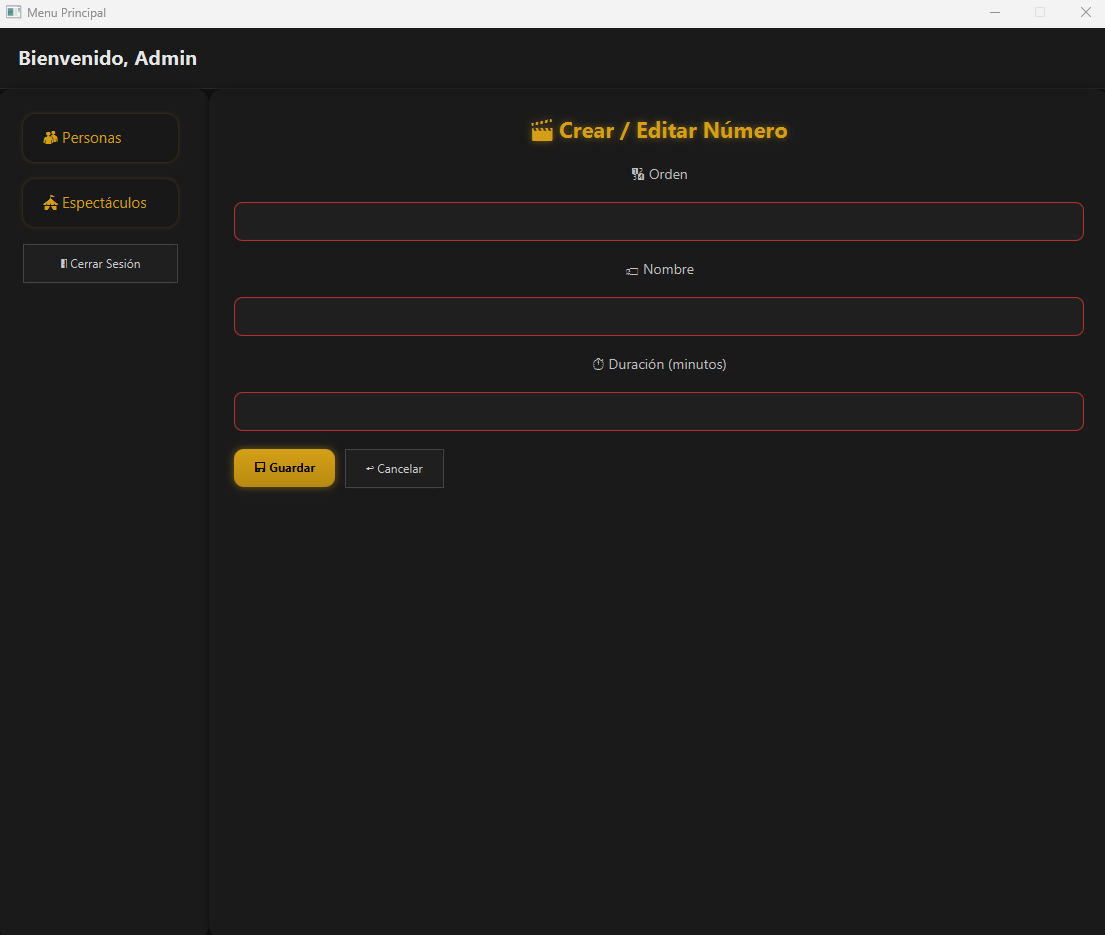 Menu Principal
Bienvenido, Admin
👥 Personas
🎪 Espectáculos
🚪 Cerrar Sesión
🎬 Crear / Editar Número
🔢 Orden
🏷 Nombre
⏱ Duración (minutos)
💾 Guardar
↩ Cancelar